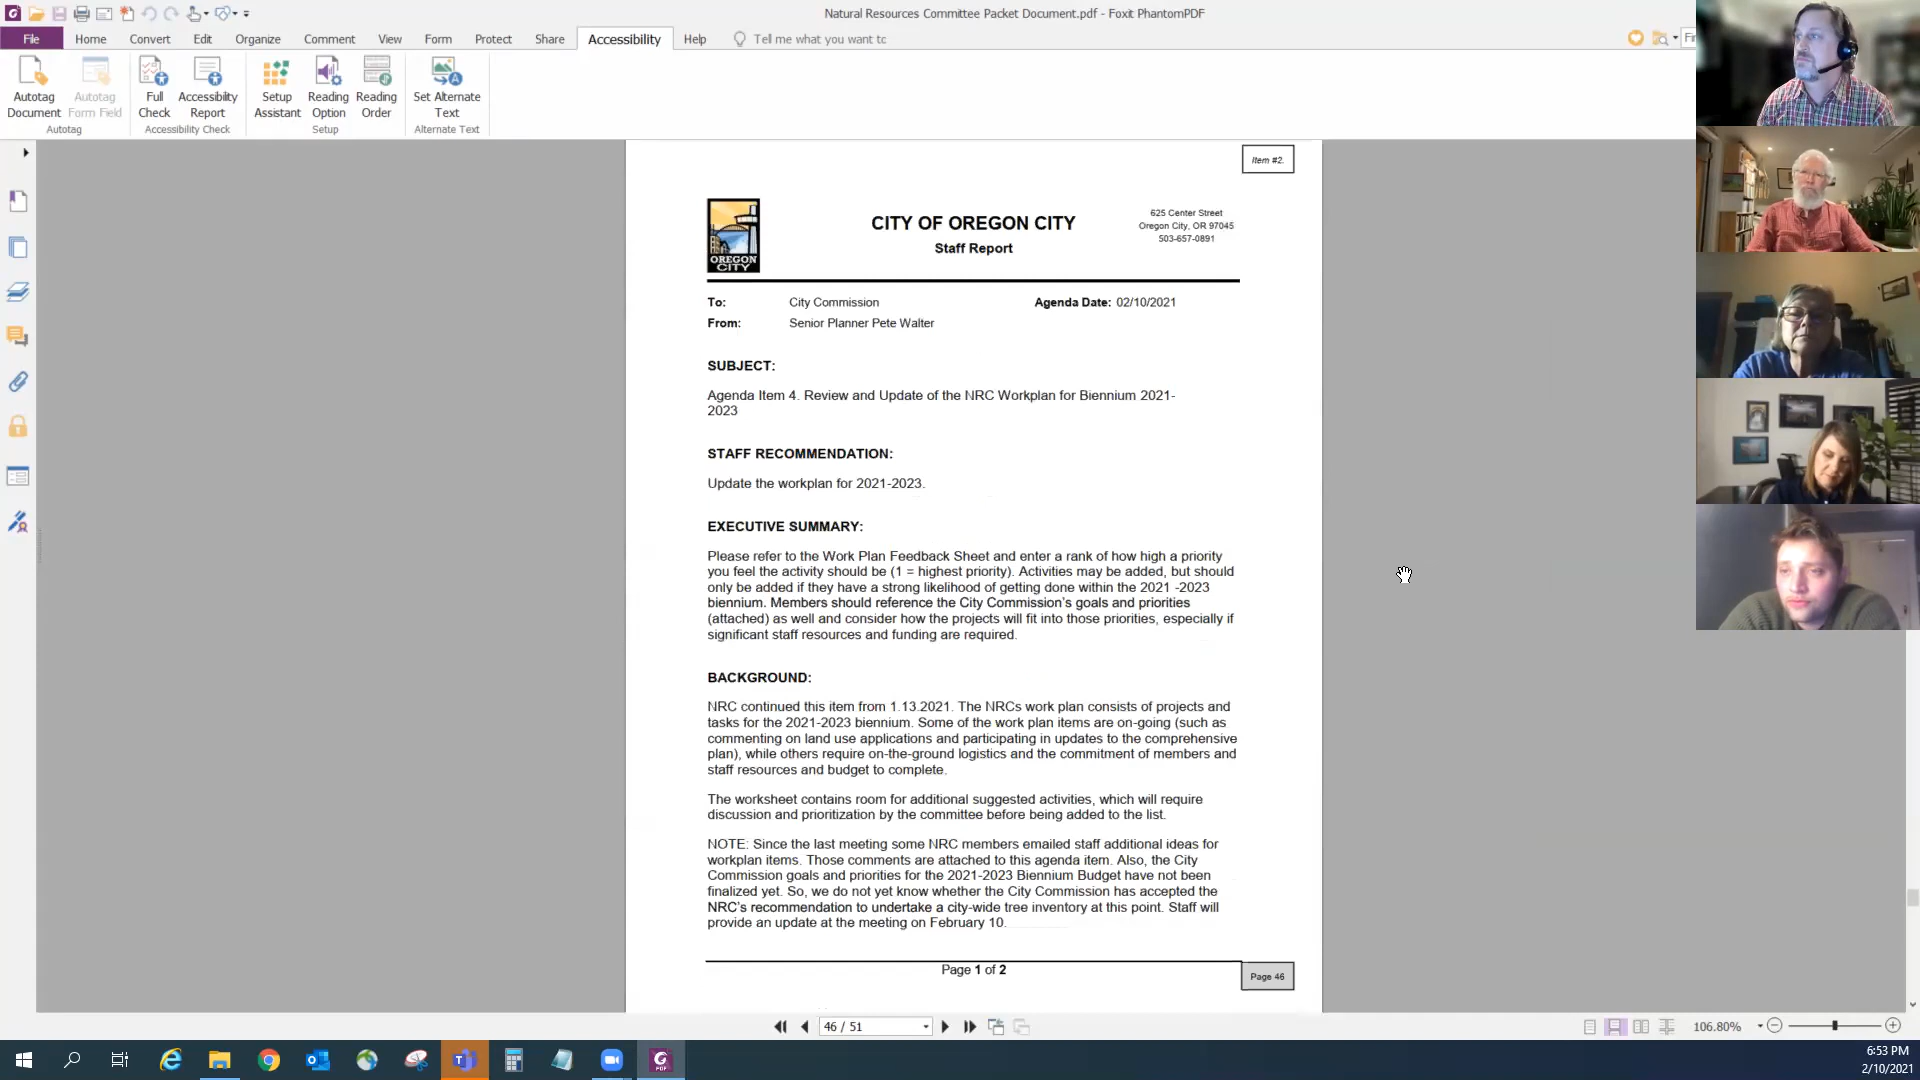 Natural Resources Committee Packet Document.pdf - Foxit PhantomPDF
File Home Convert Edit Organize Comment View Form Protect Share Accessibility Help Tell me what you want to
Autotag Document
Autotag Form Field
Full Check
Accessibility Report
Setup Assistant
Reading Option
Reading Order
Set Alternate Text
Autotag Accessibility Check Setup Alternate Text
Item #2.
OREGON CITY
CITY OF OREGON CITY
Staff Report
625 Center Street
Oregon City, OR 97045
503-657-0891
To: City Commission Agenda Date: 02/10/2021
From: Senior Planner Pete Walter
SUBJECT:
Agenda Item 4. Review and Update of the NRC Workplan for Biennium 2021-
2023
STAFF RECOMMENDATION:
Update the workplan for 2021-2023.
EXECUTIVE SUMMARY:
Please refer to the Work Plan Feedback Sheet and enter a rank of how high a priority
you feel the activity should be (1 = highest priority). Activities may be added, but should
only be added if they have a strong likelihood of getting done within the 2021 -2023
biennium. Members should reference the City Commission's goals and priorities
(attached) as well and consider how the projects will fit into those priorities, especially if
significant staff resources and funding are required.
BACKGROUND:
NRC continued this item from 1.13.2021. The NRCs work plan consists of projects and
tasks for the 2021-2023 biennium. Some of the work plan items are on-going (such as
commenting on land use applications and participating in updates to the comprehensive
plan), while others require on-the-ground logistics and the commitment of members and
staff resources and budget to complete.
The worksheet contains room for additional suggested activities, which will require
discussion and prioritization by the committee before being added to the list.
NOTE: Since the last meeting some NRC members emailed staff additional ideas for
workplan items. Those comments are attached to this agenda item. Also, the City
Commission goals and priorities for the 2021-2023 Biennium Budget have not been
finalized yet. So, we do not yet know whether the City Commission has accepted the
NRC's recommendation to undertake a city-wide tree inventory at this point. Staff will
provide an update at the meeting on February 10.
Page 1 of 2
Page 46
46 / 51
106.80%
6:53 PM
2/10/2021